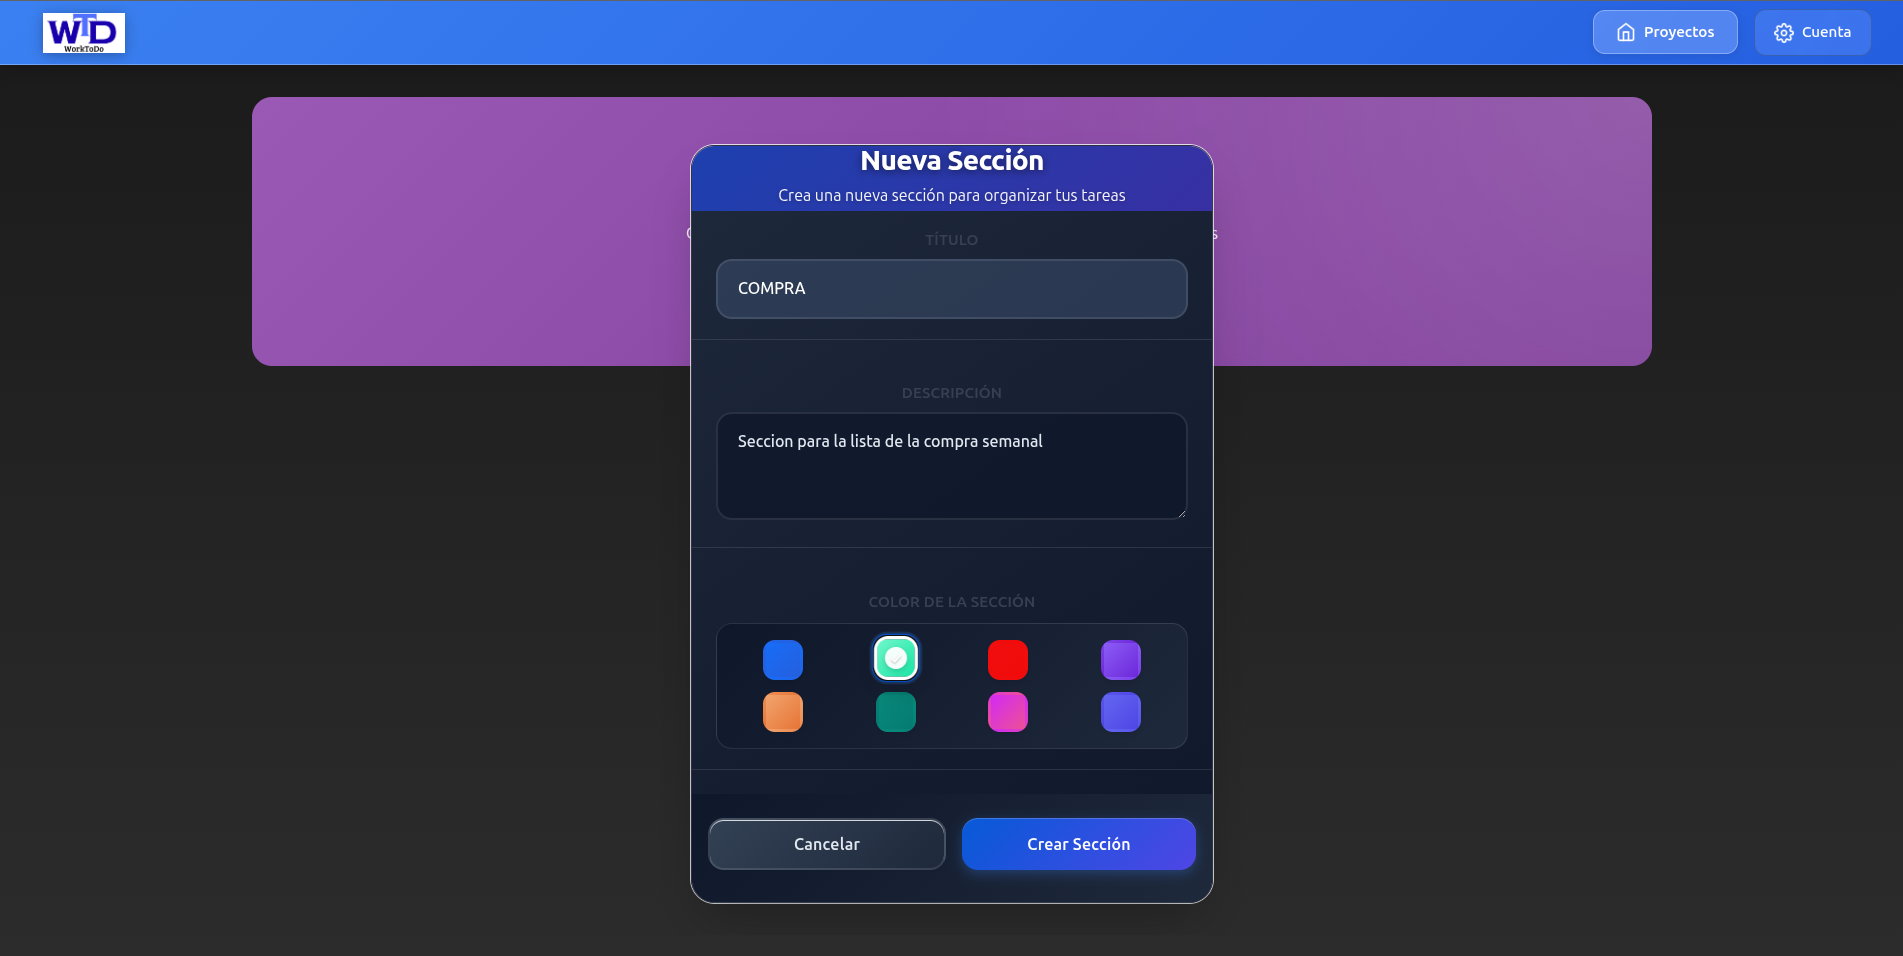 WTD
WorkToDo
Proyectos
Cuenta
Nueva Sección
Crea una nueva sección para organizar tus tareas
TÍTULO
COMPRA
DESCRIPCIÓN
Seccion para la lista de la compra semanal
COLOR DE LA SECCIÓN
Cancelar
Crear Sección